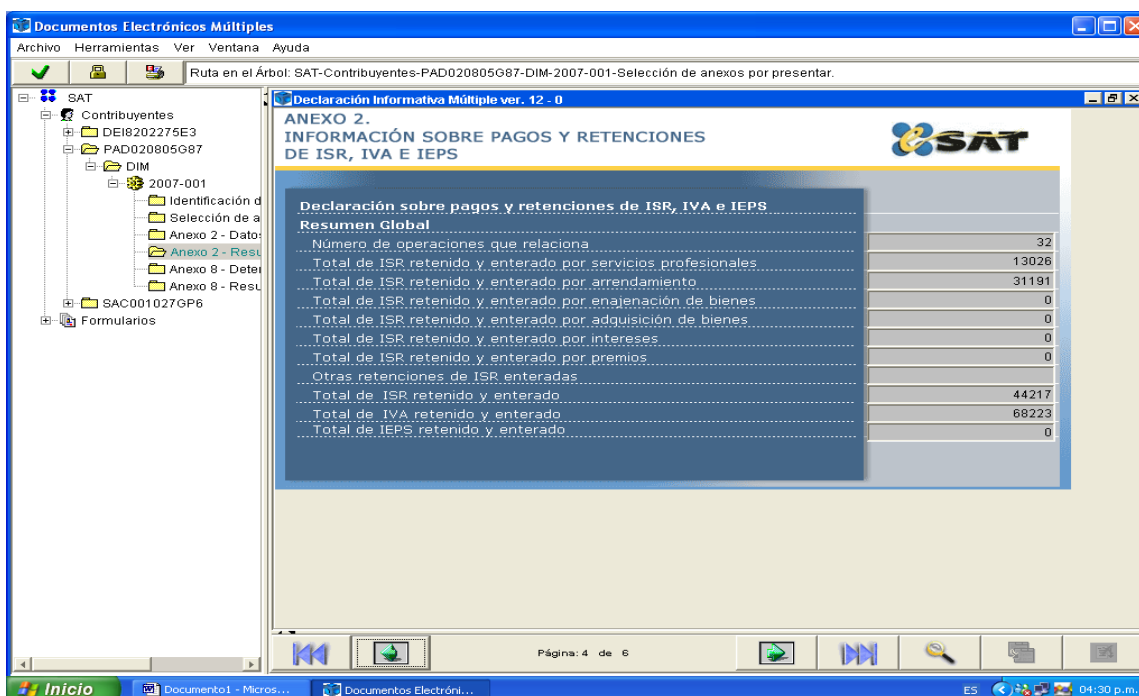 Documentos Electrónicos Múltiples
Archivo Herramientas Ver Ventana Ayuda
Ruta en el Árbol: SAT-Contribuyentes-PAD020805G87-DIM-2007-001-Selección de anexos por presentar.
SAT
Contribuyentes
DEI8202275E3
PAD020805G87
DIM
2007-001
Identificación d
Selección de a
Anexo 2 - Dato
Anexo 2 - Resu
Anexo 8 - Deter
Anexo 8 - Resu
SAC001027GP6
Formularios
Declaración Informativa Múltiple ver. 12 - 0
ANEXO 2.
INFORMACIÓN SOBRE PAGOS Y RETENCIONES
DE ISR, IVA E IEPS
SAT
Declaración sobre pagos y retenciones de ISR, IVA e IEPS
Resumen Global
Número de operaciones que relaciona 32
Total de ISR retenido y enterado por servicios profesionales 13026
Total de ISR retenido y enterado por arrendamiento 31191
Total de ISR retenido y enterado por enajenación de bienes 0
Total de ISR retenido y enterado por adquisición de bienes 0
Total de ISR retenido y enterado por intereses 0
Total de ISR retenido y enterado por premios 0
Otras retenciones de ISR enteradas
Total de ISR retenido y enterado 44217
Total de IVA retenido y enterado 68223
Total de IEPS retenido y enterado 0
Página: 4 de 6
Inicio Documento1 - Micros... Documentos Electróni... ES 04:30 p.m.